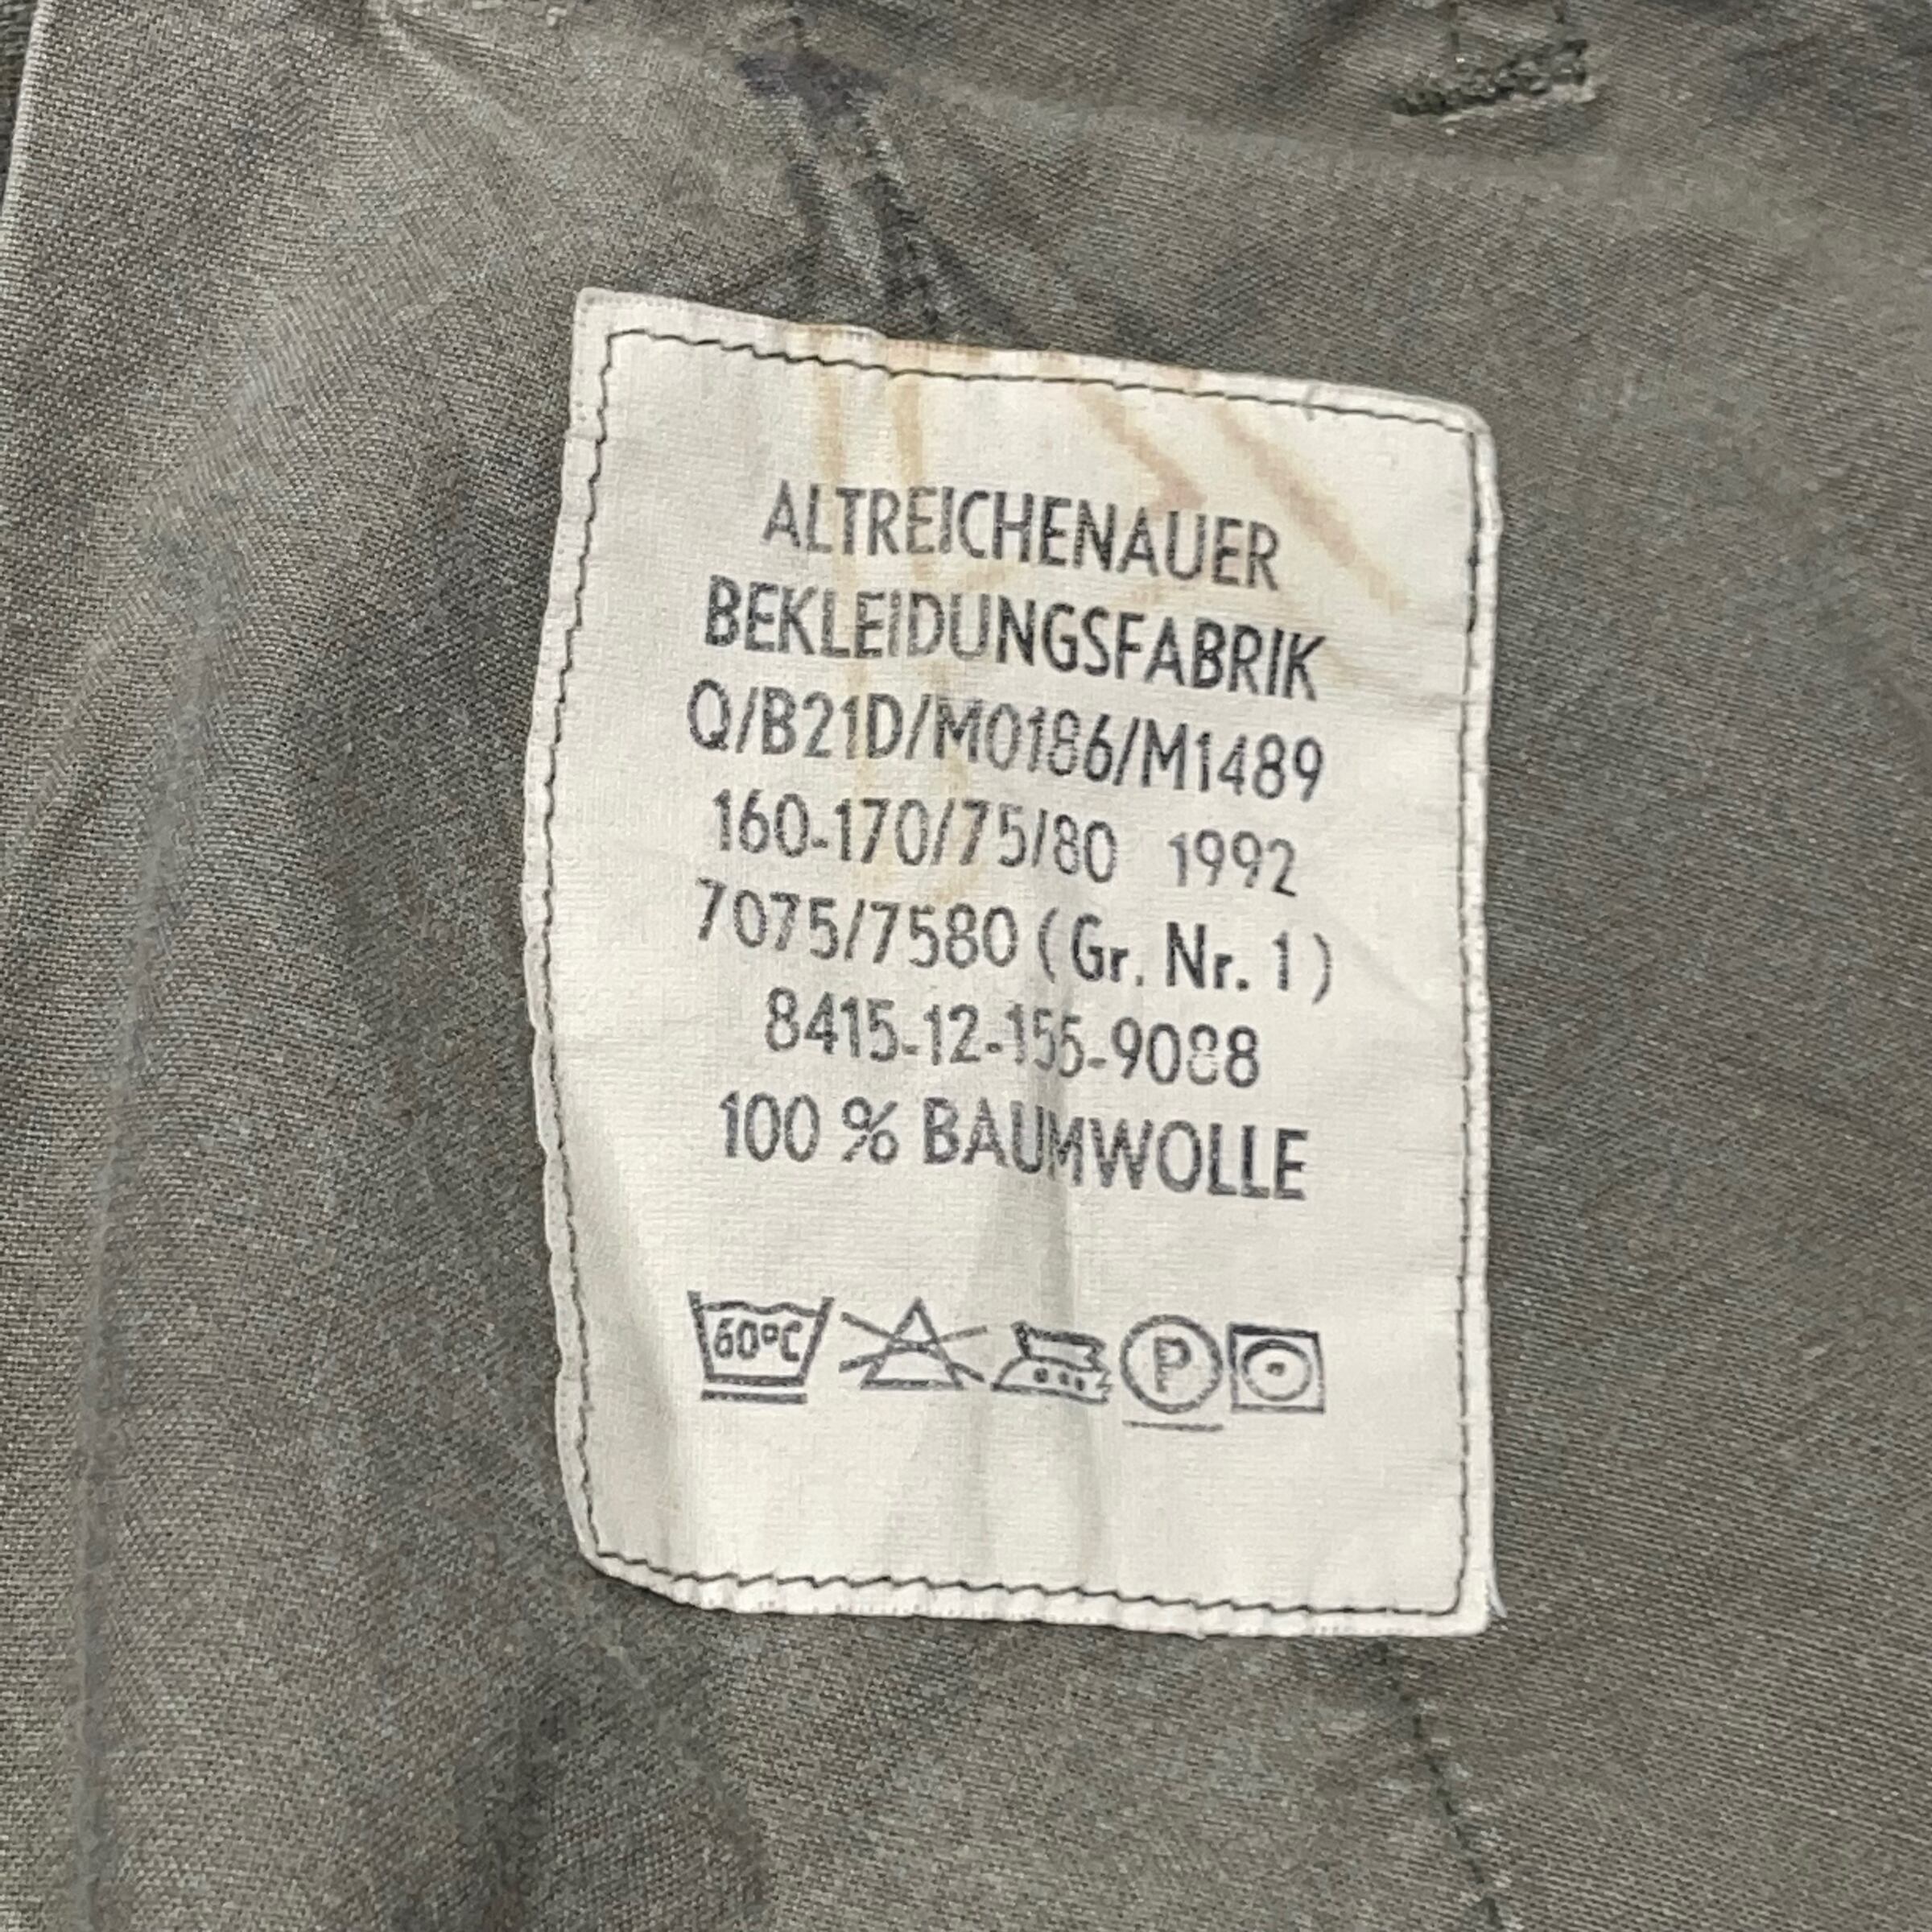 ALTREICHENAUER
BEKLEIDUNGSFABRIK
Q/B21D/M0186/M1489
160-170/75/80 1992
7075/7580 (Gr. Nr. 1)
8415-12-155-9088
100 % BAUMWOLLE
60°C P